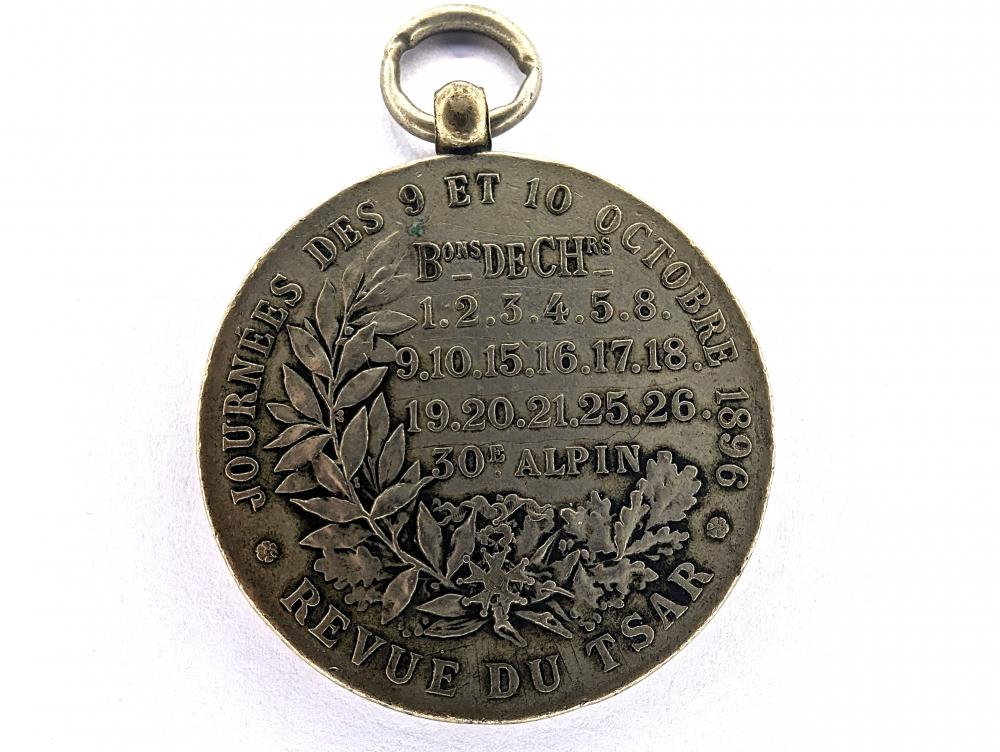 JOURNÉES DES 9 ET 10 OCTOBRE 1896
BONS DE CHRS
1.2.3.4.5.8.
9.10.15.16.17.18.
19.20.21.25.26.
30E ALPIN
REVUE DU TSAR